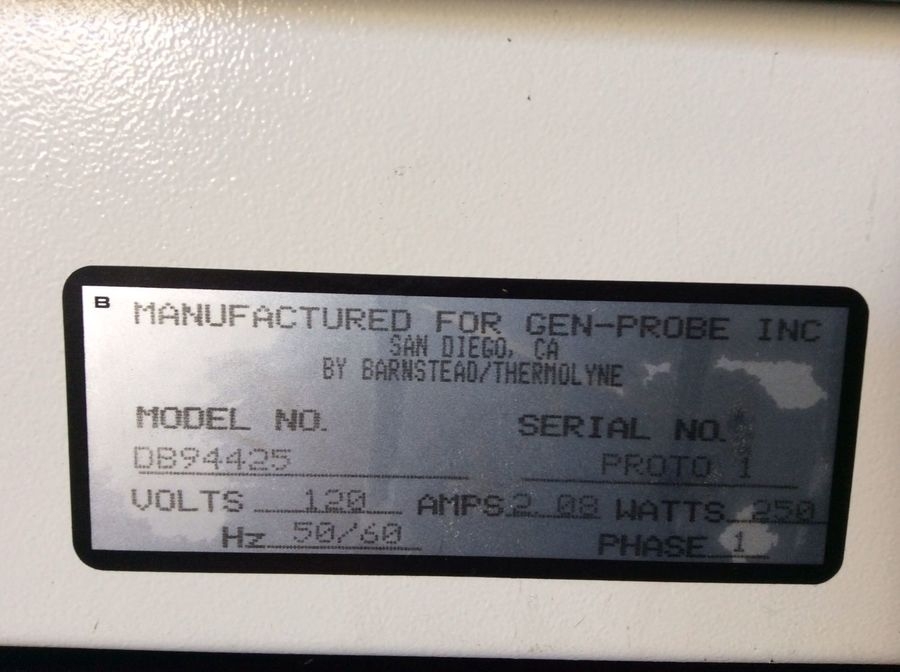 B
MANUFACTURED FOR GEN-PROBE INC
SAN DIEGO, CA
BY BARNSTEAD/THERMOLYNE
MODEL NO. SERIAL NO.
DB94425 PROTO 1
VOLTS 120 AMPS 2.08 WATTS 250
Hz 50/60 PHASE 1